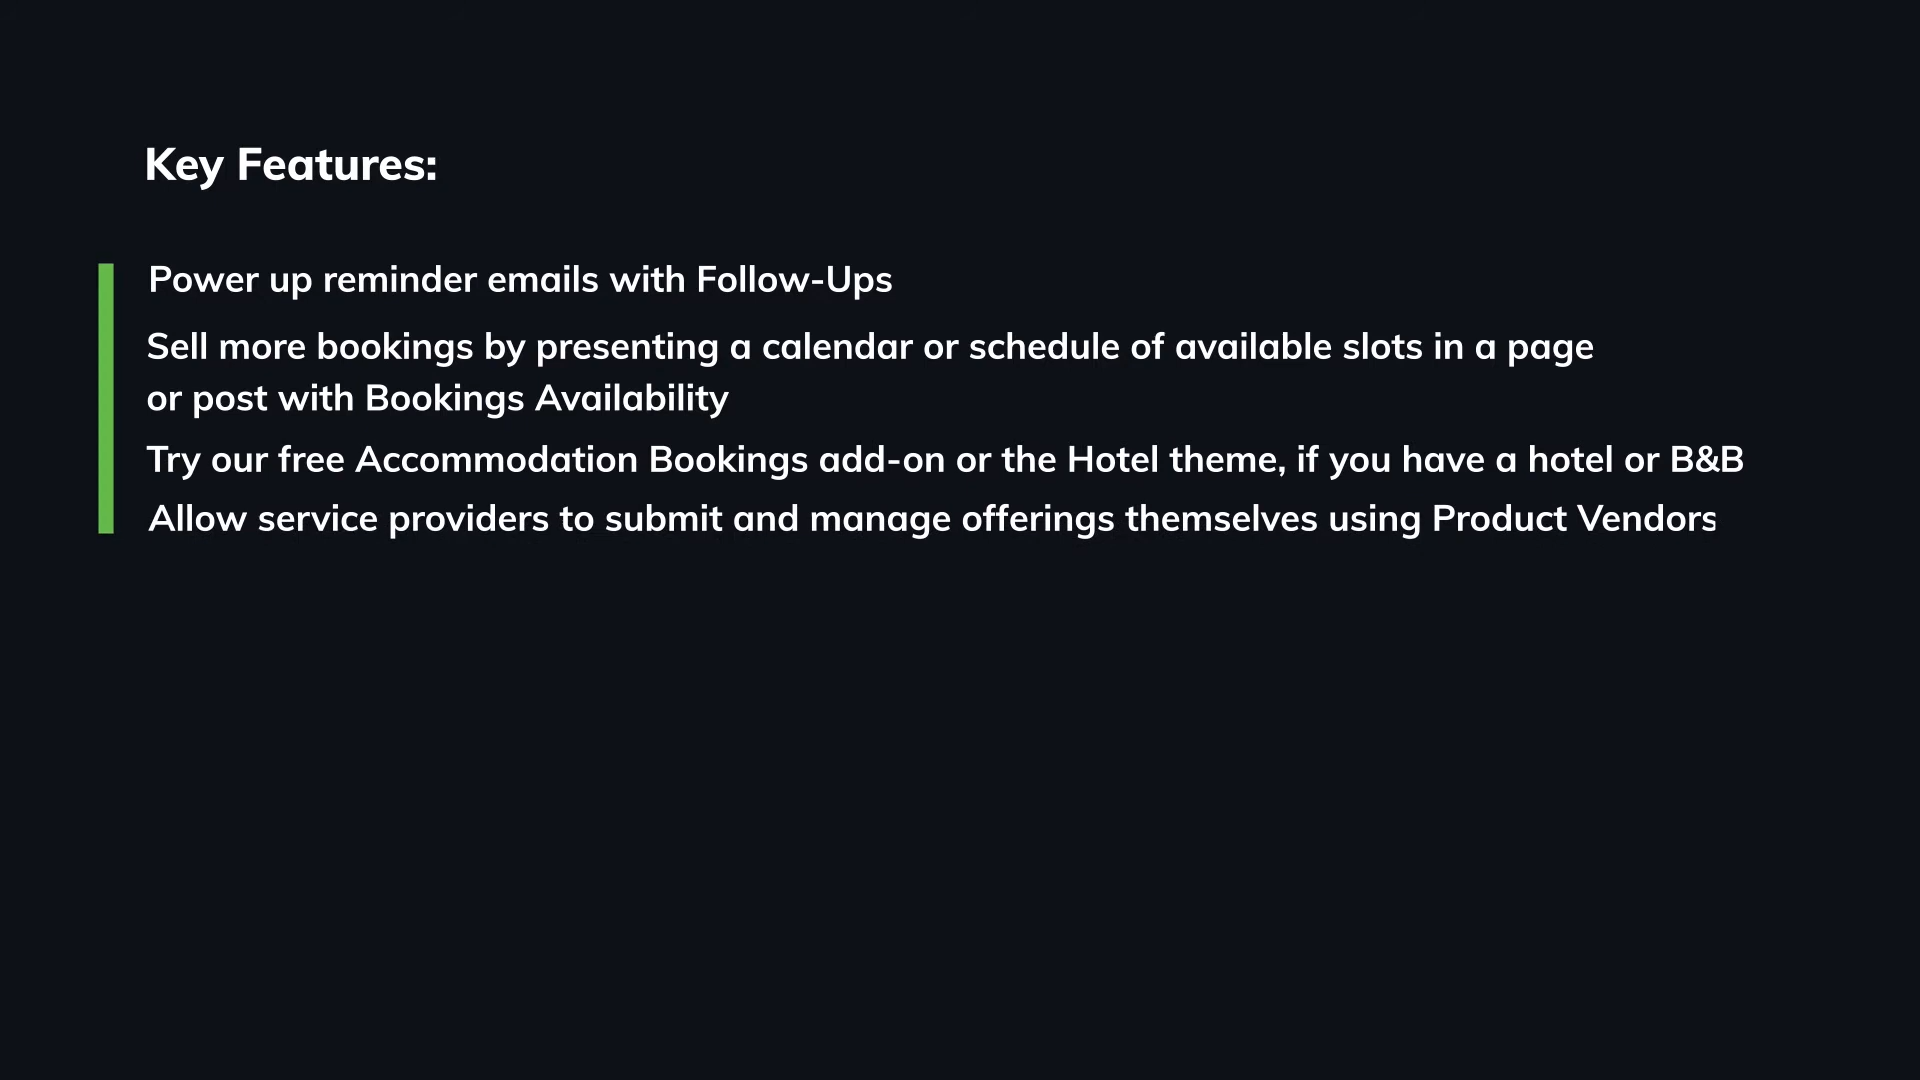 Key Features:
Power up reminder emails with Follow-Ups
Sell more bookings by presenting a calendar or schedule of available slots in a page
or post with Bookings Availability
Try our free Accommodation Bookings add-on or the Hotel theme, if you have a hotel or B&B
Allow service providers to submit and manage offerings themselves using Product Vendors